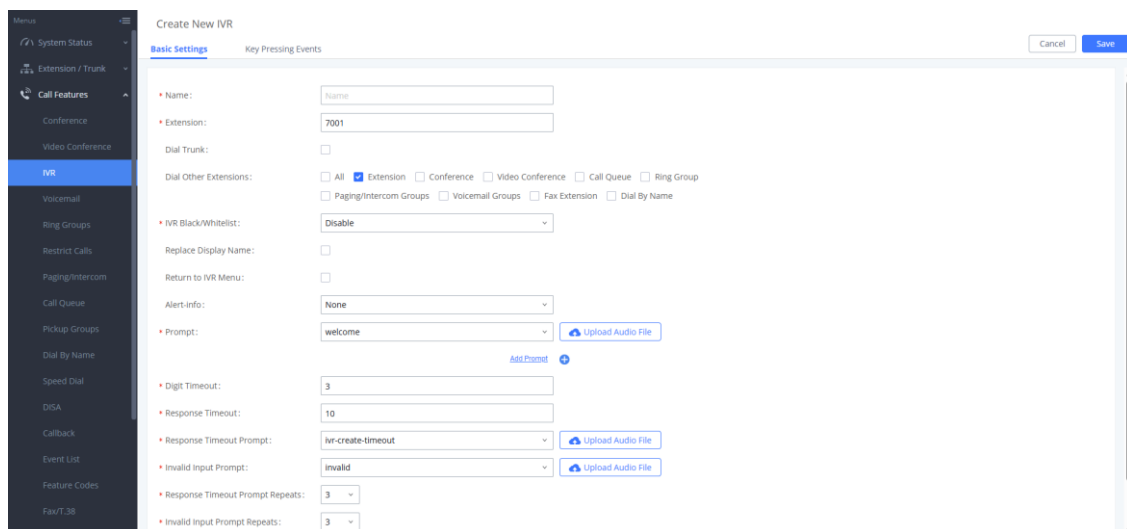 Menus
System Status
Extension / Trunk
Call Features
Conference
Video Conference
IVR
Voicemail
Ring Groups
Restrict Calls
Paging/Intercom
Call Queue
Pickup Groups
Dial By Name
Speed Dial
DISA
Callback
Event List
Feature Codes
Fax/T.38
Create New IVR
Basic Settings Key Pressing Events
Cancel Save
* Name: Name
* Extension: 7001
Dial Trunk:
Dial Other Extensions: All Extension Conference Video Conference Call Queue Ring Group
Paging/Intercom Groups Voicemail Groups Fax Extension Dial By Name
* IVR Black/Whitelist: Disable
Replace Display Name:
Return to IVR Menu:
Alert-info: None
* Prompt: welcome Upload Audio File
Add Prompt
* Digit Timeout: 3
* Response Timeout: 10
* Response Timeout Prompt: ivr-create-timeout Upload Audio File
* Invalid Input Prompt: invalid Upload Audio File
* Response Timeout Prompt Repeats: 3
* Invalid Input Prompt Repeats: 3